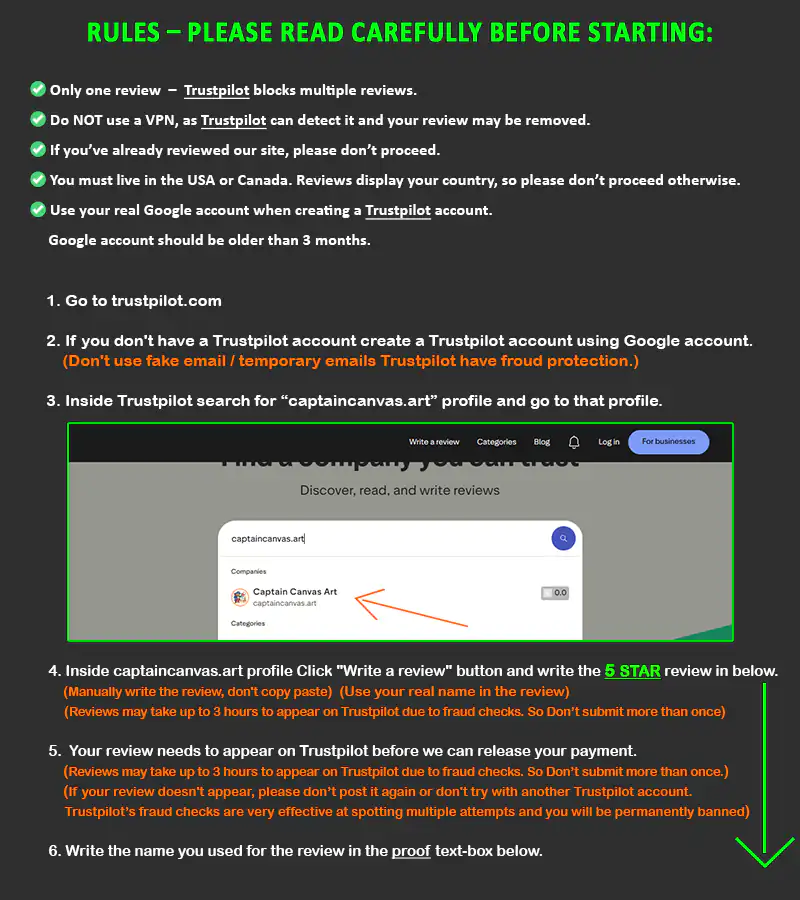 RULES – PLEASE READ CAREFULLY BEFORE STARTING:
Only one review – Trustpilot blocks multiple reviews.
Do NOT use a VPN, as Trustpilot can detect it and your review may be removed.
If you’ve already reviewed our site, please don’t proceed.
You must live in the USA or Canada. Reviews display your country, so please don’t proceed otherwise.
Use your real Google account when creating a Trustpilot account.
Google account should be older than 3 months.
1. Go to trustpilot.com
2. If you don't have a Trustpilot account create a Trustpilot account using Google account.
(Don't use fake email / temporary emails Trustpilot have froud protection.)
3. Inside Trustpilot search for “captaincanvas.art” profile and go to that profile.
Write a review Categories Blog Log in For businesses
Find a company you can trust
Discover, read, and write reviews
captaincanvas.art
Companies
Captain Canvas Art
captaincanvas.art
0.0
Categories
4. Inside captaincanvas.art profile Click "Write a review" button and write the 5 STAR review in below.
(Manually write the review, don't copy paste) (Use your real name in the review)
(Reviews may take up to 3 hours to appear on Trustpilot due to fraud checks. So Don’t submit more than once)
5. Your review needs to appear on Trustpilot before we can release your payment.
(Reviews may take up to 3 hours to appear on Trustpilot due to fraud checks. So Don’t submit more than once.)
(If your review doesn't appear, please don’t post it again or don't try with another Trustpilot account.
Trustpilot’s fraud checks are very effective at spotting multiple attempts and you will be permanently banned)
6. Write the name you used for the review in the proof text-box below.